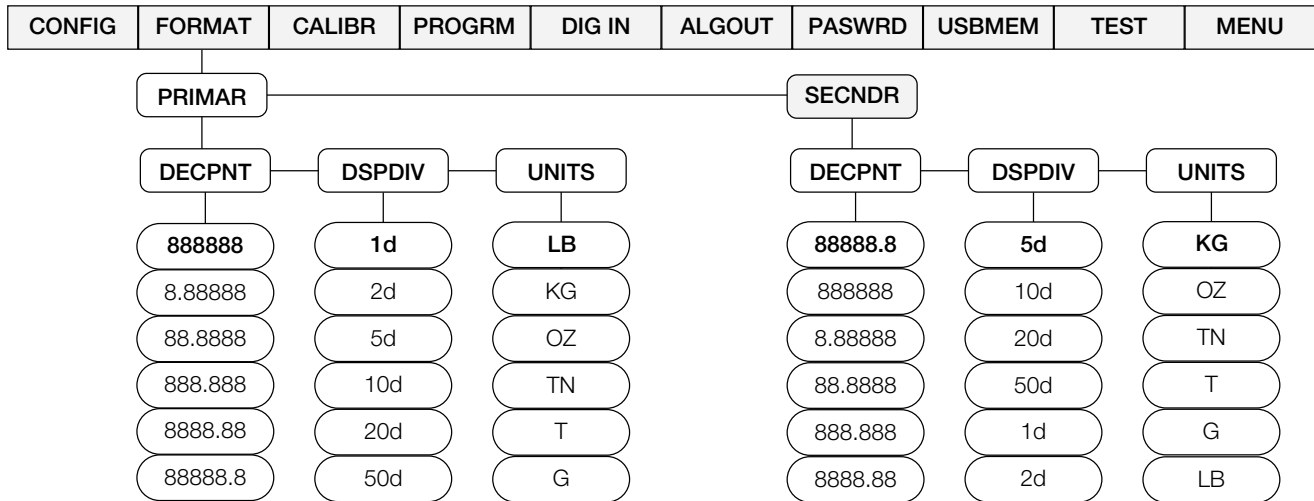 CONFIG FORMAT CALIBR PROGRM DIG IN ALGOUT PASWRD USBMEM TEST MENU
PRIMAR SECNDR
DECPNT DSPDIV UNITS DECPNT DSPDIV UNITS
888888 1d LB 88888.8 5d KG
8.88888 2d KG 888888 10d OZ
88.8888 5d OZ 8.88888 20d TN
888.888 10d TN 88.8888 50d T
8888.88 20d T 888.888 1d G
88888.8 50d G 8888.88 2d LB